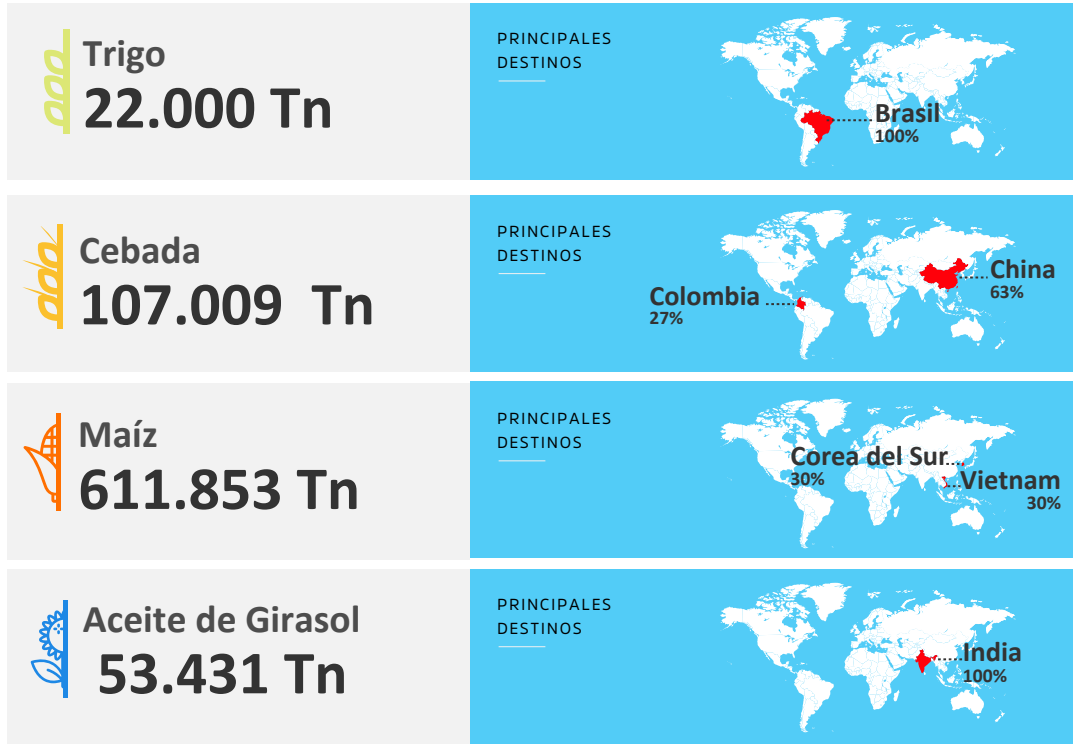 Trigo
22.000 Tn
PRINCIPALES
DESTINOS
Brasil
100%
Cebada
107.009 Tn
PRINCIPALES
DESTINOS
China
63%
Colombia
27%
Maíz
611.853 Tn
PRINCIPALES
DESTINOS
Corea del Sur
30%
Vietnam
30%
Aceite de Girasol
53.431 Tn
PRINCIPALES
DESTINOS
India
100%